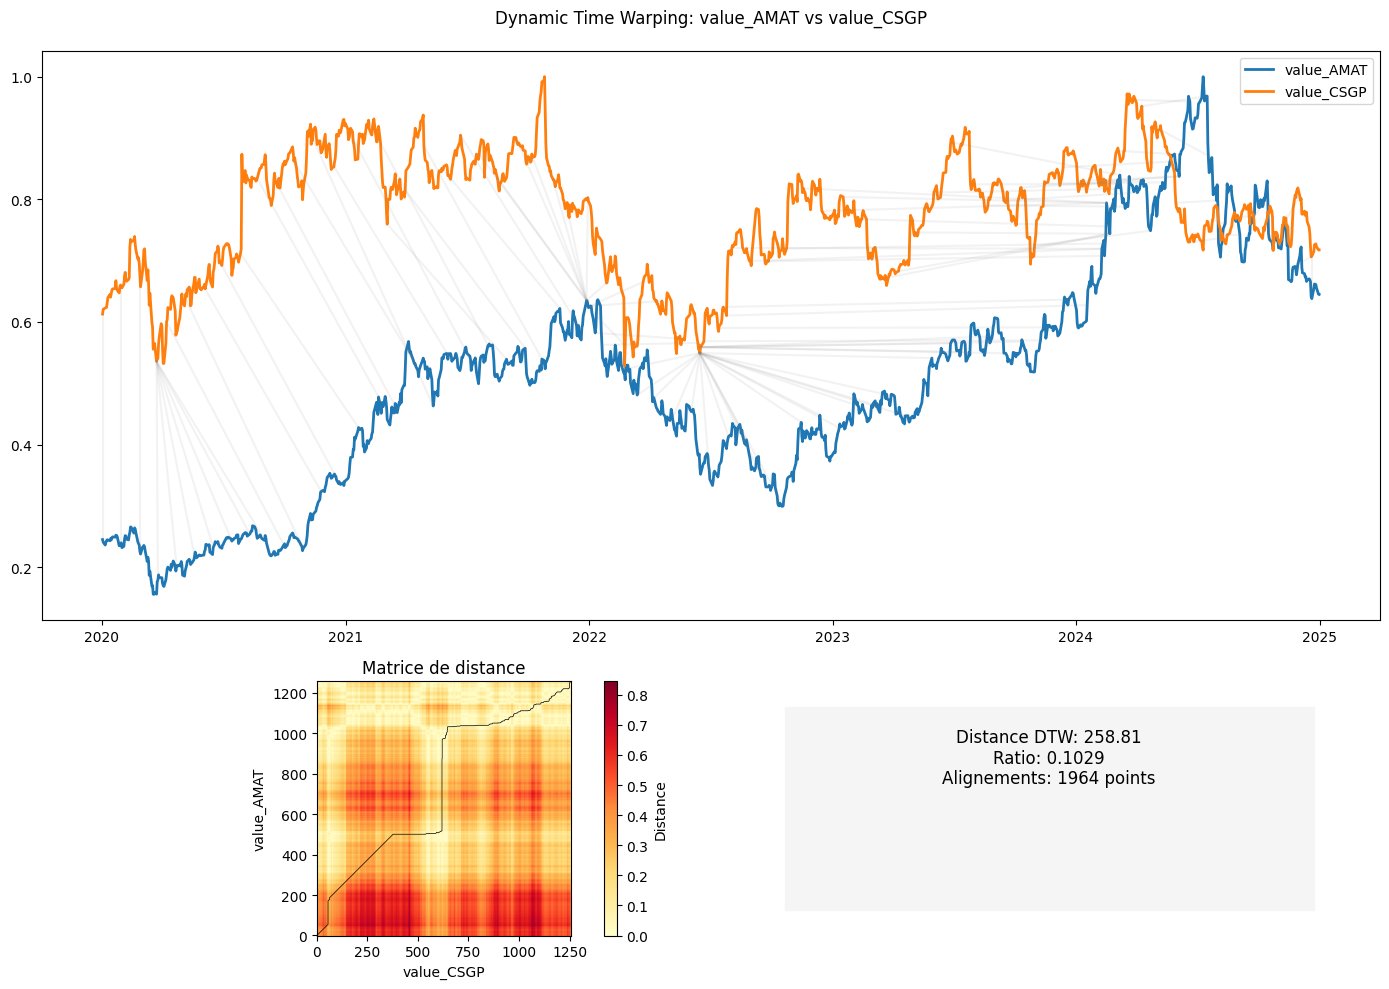 Dynamic Time Warping: value_AMAT vs value_CSGP
value_AMAT
value_CSGP
1.0
0.8
0.6
0.4
0.2
2020 2021 2022 2023 2024 2025
Matrice de distance
value_AMAT
1200
1000
800
600
400
200
0
0 250 500 750 1000 1250
value_CSGP
0.8
0.7
0.6
0.5
0.4
0.3
0.2
0.1
0.0
Distance
Distance DTW: 258.81
Ratio: 0.1029
Alignements: 1964 points